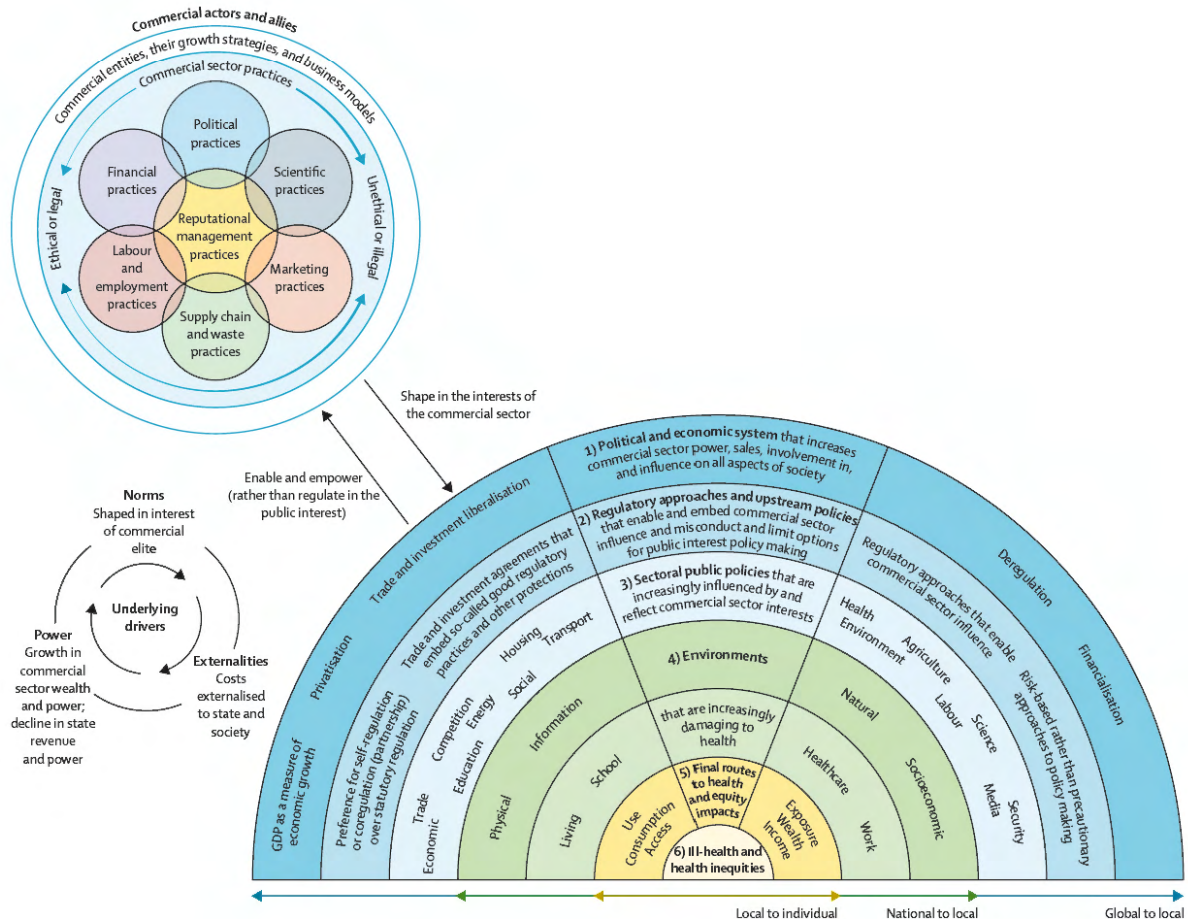 Commercial actors and allies
Commercial entities, their growth strategies, and business models
Commercial sector practices
Ethical or legal
Unethical or illegal
Political
practices
Financial
practices
Scientific
practices
Reputational
management
practices
Labour
and
employment
practices
Marketing
practices
Supply chain
and waste
practices
Shape in the interests of
the commercial sector
Enable and empower
(rather than regulate in the
public interest)
Norms
Shaped in interest
of commercial
elite
Underlying
drivers
Power
Growth in
commercial
sector wealth
and power;
decline in state
revenue
and power
Externalities
Costs
externalised
to state and
society
1) Political and economic system that increases
commercial sector power, sales, involvement in,
and influence on all aspects of society
GDP as a measure of
economic growth
Privatisation
Trade and investment liberalisation
Deregulation
Financialisation
2) Regulatory approaches and upstream policies
that enable and embed commercial sector
influence and misconduct and limit options
for public interest policy making
Preference for self-regulation
or coregulation (partnership)
over statutory regulation
Trade and investment agreements that
embed so-called good regulatory
practices and other protections
Regulatory approaches that enable
commercial sector influence
Risk-based rather than precautionary
approaches to policy making
3) Sectoral public policies that are
increasingly influenced by and
reflect commercial sector interests
Economic
Trade
Education
Competition
Energy
Social
Housing
Transport
Health
Environment
Agriculture
Labour
Science
Media
Security
4) Environments
Physical
Information
Natural
Socioeconomic
that are increasingly
damaging to
health
Living
School
Healthcare
Work
5) Final routes
to health
and equity
impacts
Use
Consumption
Access
Exposure
Wealth
Income
6) Ill-health and
health inequities
Local to individual
National to local
Global to local